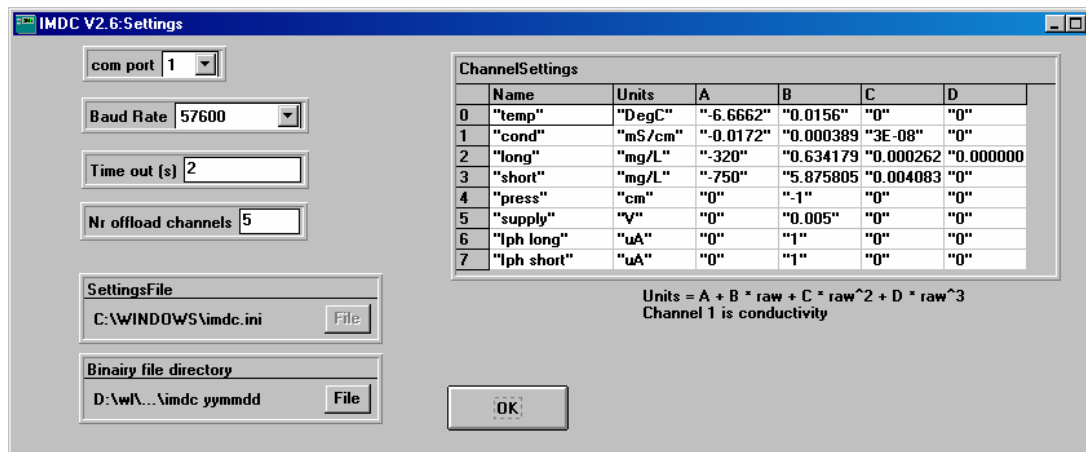 IMDC V2.6:Settings
com port 1
Baud Rate 57600
Time out (s) 2
Nr offload channels 5
SettingsFile
C:\WINDOWS\imdc.ini File
Binairy file directory
D:\wl\...\imdc yymmdd File
ChannelSettings
Name Units A B C D
0 "temp" "DegC" "-6.6662" "0.0156" "0" "0"
1 "cond" "mS/cm" "-0.0172" "0.000389 "3E-08" "0"
2 "long" "mg/L" "-320" "0.634179 "0.000262 "0.000000
3 "short" "mg/L" "-750" "5.875805 "0.004083 "0"
4 "press" "cm" "0" "-1" "0" "0"
5 "supply" "V" "0" "0.005" "0" "0"
6 "Iph long" "uA" "0" "1" "0" "0"
7 "Iph short" "uA" "0" "1" "0" "0"
Units = A + B * raw + C * raw^2 + D * raw^3
Channel 1 is conductivity
OK